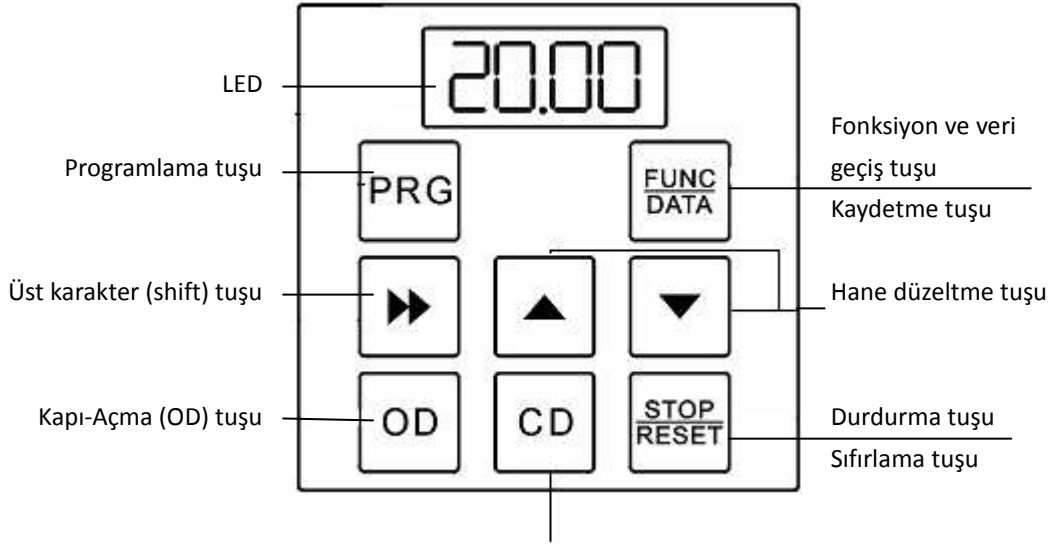 20.00
LED
Fonksiyon ve veri
geçiş tuşu
Kaydetme tuşu
Programlama tuşu
PRG
FUNC
DATA
Üst karakter (shift) tuşu
Hane düzeltme tuşu
Kapı-Açma (OD) tuşu
OD
CD
STOP
RESET
Durdurma tuşu
Sıfırlama tuşu